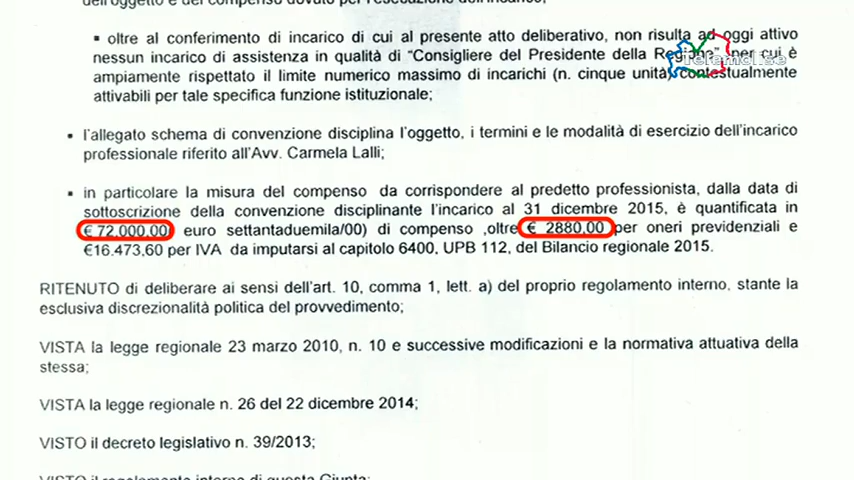 dell'oggetto e del compenso dovuto per l'esecuzione dell'incarico,
▪ oltre al conferimento di incarico di cui al presente atto deliberativo, non risulta ad oggi attivo
nessun incarico di assistenza in qualità di "Consigliere del Presidente della Regione" per cui è
ampiamente rispettato il limite numerico massimo di incarichi (n. cinque unità) contestualmente
attivabili per tale specifica funzione istituzionale;
Telemolise
▪ l'allegato schema di convenzione disciplina l'oggetto, i termini e le modalità di esercizio dell'incarico
professionale riferito all'Avv. Carmela Lalli;
▪ in particolare la misura del compenso da corrispondere al predetto professionista, dalla data di
sottoscrizione della convenzione disciplinante l'incarico al 31 dicembre 2015, è quantificata in
€ 72.000,00 euro settantaduemila/00) di compenso ,oltre € 2880,00 per oneri previdenziali e
€16.473,60 per IVA da imputarsi al capitolo 6400, UPB 112, del Bilancio regionale 2015.
RITENUTO di deliberare ai sensi dell'art. 10, comma 1, lett. a) del proprio regolamento interno, stante la
esclusiva discrezionalità politica del provvedimento;
VISTA la legge regionale 23 marzo 2010, n. 10 e successive modificazioni e la normativa attuativa della
stessa;
VISTA la legge regionale n. 26 del 22 dicembre 2014;
VISTO il decreto legislativo n. 39/2013;
VISTO il regolamento interno di questa Giunta;